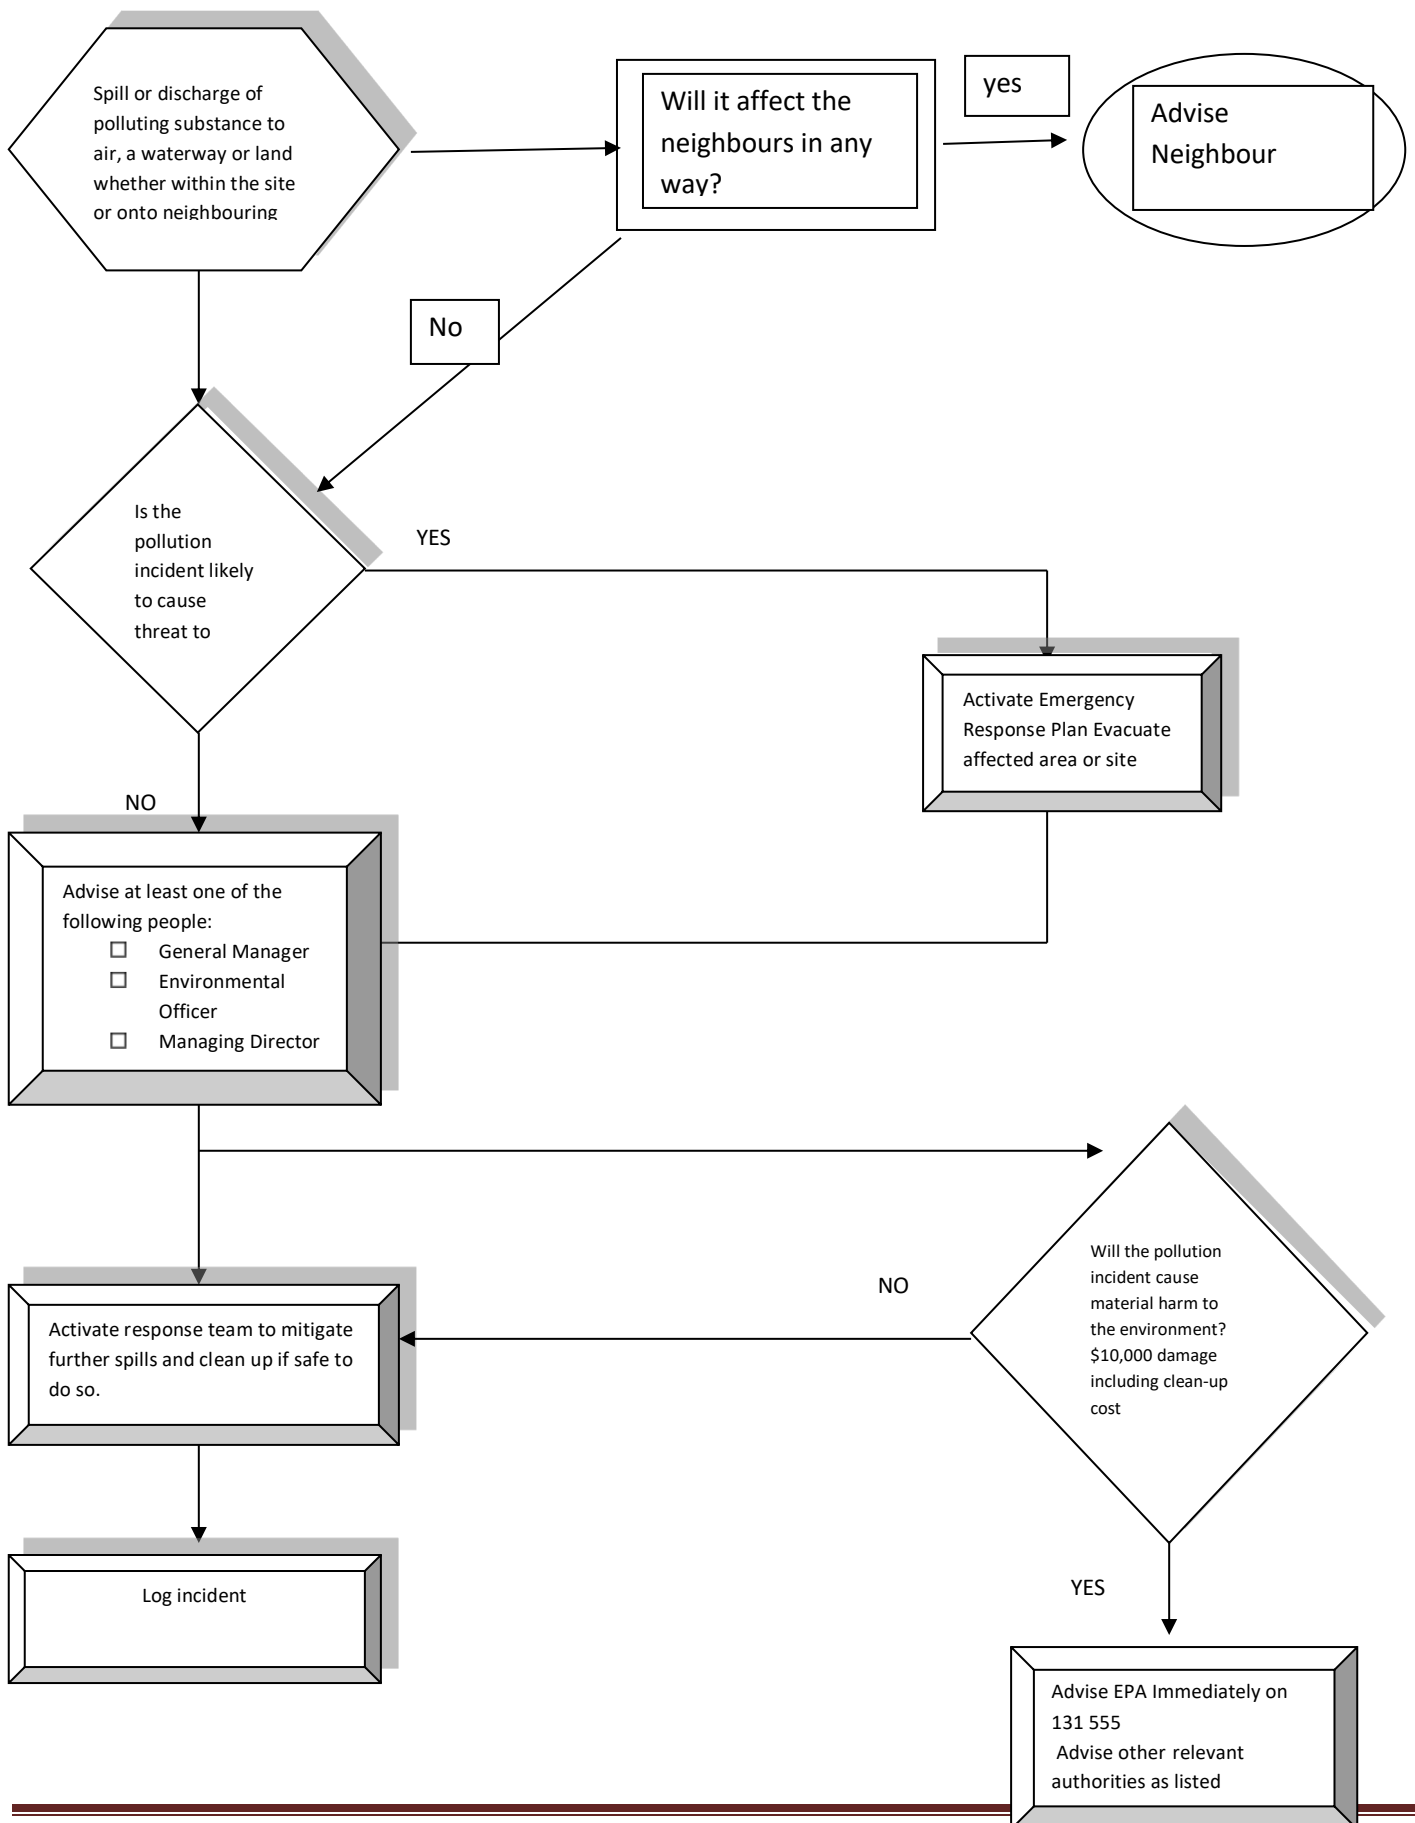 Spill or discharge of
polluting substance to
air, a waterway or land
whether within the site
or onto neighbouring
Will it affect the
neighbours in any
way?
yes
Advise
Neighbour
No
Is the
pollution
incident likely
to cause
threat to
YES
Activate Emergency
Response Plan Evacuate
affected area or site
NO
Advise at least one of the
following people:
☐ General Manager
☐ Environmental
Officer
☐ Managing Director
Will the pollution
incident cause
material harm to
the environment?
$10,000 damage
including clean-up
cost
NO
Activate response team to mitigate
further spills and clean up if safe to
do so.
Log incident
YES
Advise EPA Immediately on
131 555
Advise other relevant
authorities as listed